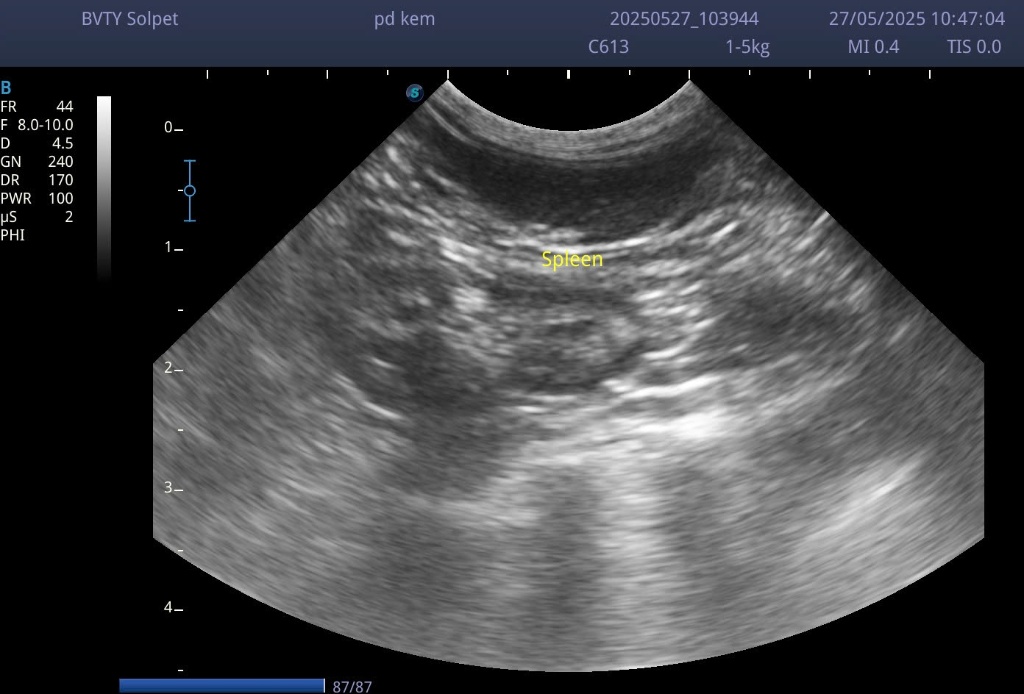 BVTY Solpet pd kem 20250527_103944 27/05/2025 10:47:04
C613 1-5kg MI 0.4 TIS 0.0
B
FR 44
F 8.0-10.0
D 4.5
GN 240
DR 170
PWR 100
µS 2
PHI
S
0
1
Spleen
2
3
4
87/87